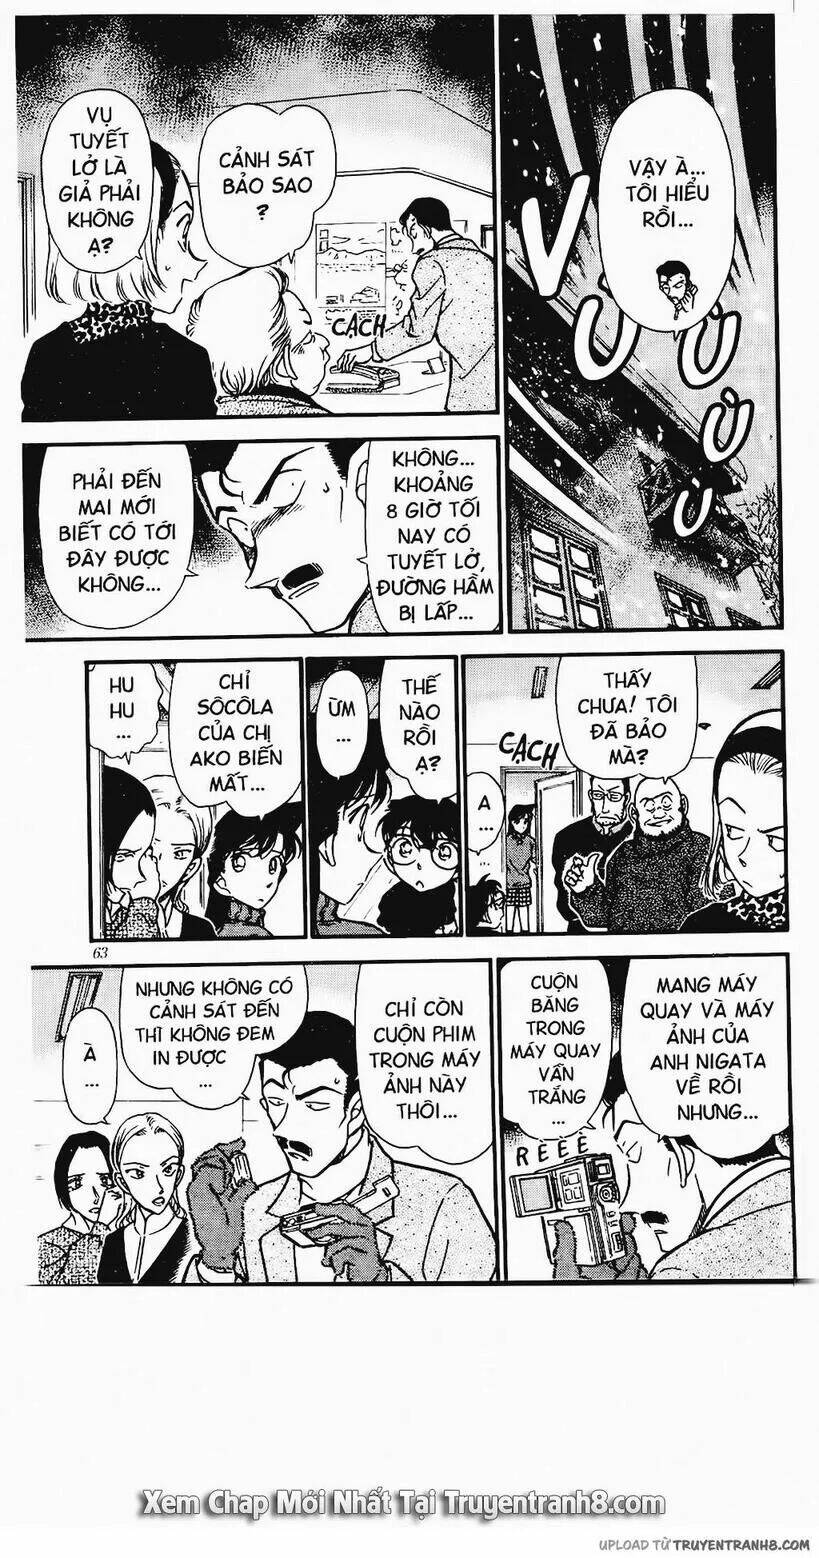 VẬY À...
TÔI HIỂU
RỒI...
VÙ Ù Ù Ù
CẢNH SÁT
BẢO SAO
?
VỤ
TUYẾT
LỞ LÀ
GIẢ PHẢI
KHÔNG
Ạ?
CẠCH
KHÔNG...
KHOẢNG
8 GIỜ TỐI
NAY CÓ
TUYẾT LỞ,
ĐƯỜNG HẦM
BỊ LẤP...
PHẢI ĐẾN
MAI MỚI
BIẾT CÓ TỚI
ĐÂY ĐƯỢC
KHÔNG...
THẤY
CHƯA! TÔI
ĐÃ BẢO
MÀ?
CẠCH
A
...
THẾ
NÀO
RỒI
Ạ?
ỪM
...
CHỈ
SÔCÔLA
CỦA CHỊ
AKO BIẾN
MẤT...
HU
HU
...
63
MANG MÁY
QUAY VÀ MÁY
ẢNH CỦA
ANH NIGATA
VỀ RỒI
NHƯNG...
CUỘN
BĂNG
TRONG
MÁY QUAY
VẪN
TRẮNG
...
RÈÈÈ
CHỈ CÒN
CUỘN PHIM
TRONG MÁY
ẢNH NÀY
THÔI...
NHƯNG KHÔNG CÓ
CẢNH SÁT ĐẾN
THÌ KHÔNG ĐEM
IN ĐƯỢC
...
À
...
Xem Chap Mới Nhất Tại Truyentranh8.com
UPLOAD TỪ TRUYENTRANH8.COM